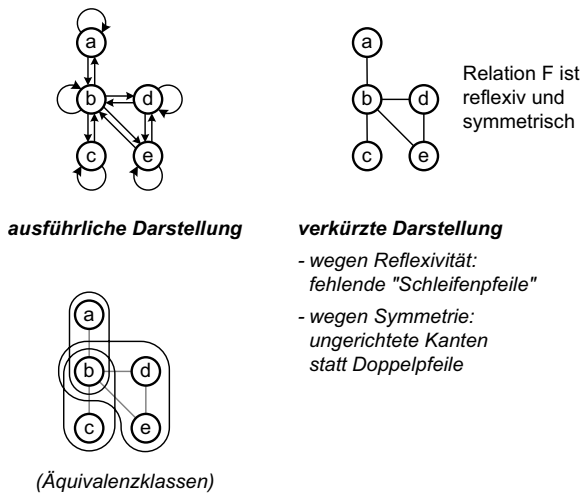 a
b
d
c
e
ausführliche Darstellung
a
b
d
c
e
Relation F ist
reflexiv und
symmetrisch
verkürzte Darstellung
- wegen Reflexivität:
fehlende "Schleifenpfeile"
- wegen Symmetrie:
ungerichtete Kanten
statt Doppelpfeile
a
b
d
c
e
(Äquivalenzklassen)